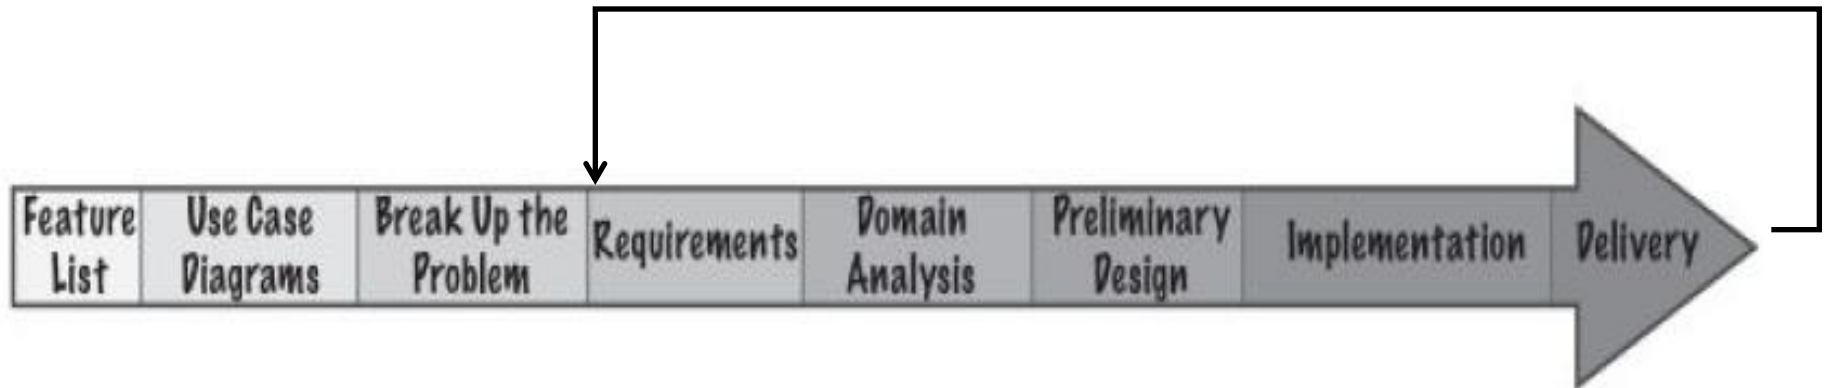 Feature
List
Use Case
Diagrams
Break Up the
Problem
Requirements
Domain
Analysis
Preliminary
Design
Implementation
Delivery